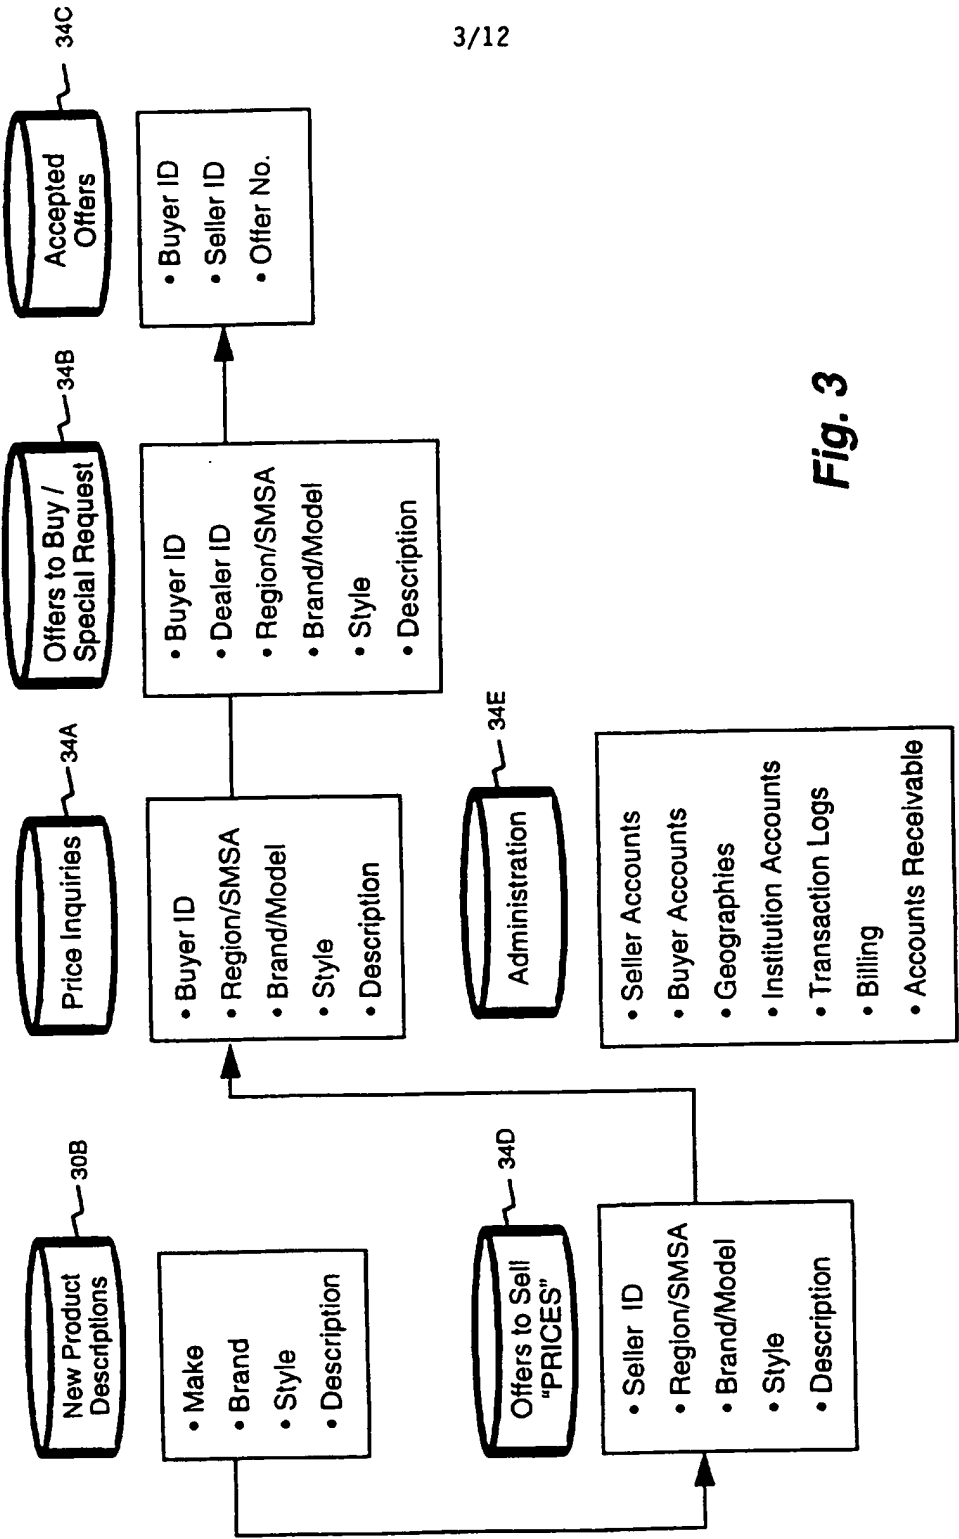 3/12
30B
New Product
Descriptions
• Make
• Brand
• Style
• Description
34A
Price Inquiries
• Buyer ID
• Region/SMSA
• Brand/Model
• Style
• Description
34B
Offers to Buy /
Special Request
• Buyer ID
• Dealer ID
• Region/SMSA
• Brand/Model
• Style
• Description
34C
Accepted
Offers
• Buyer ID
• Seller ID
• Offer No.
34D
Offers to Sell
"PRICES"
• Seller ID
• Region/SMSA
• Brand/Model
• Style
• Description
34E
Administration
• Seller Accounts
• Buyer Accounts
• Geographies
• Institution Accounts
• Transaction Logs
• Billing
• Accounts Receivable
Fig. 3